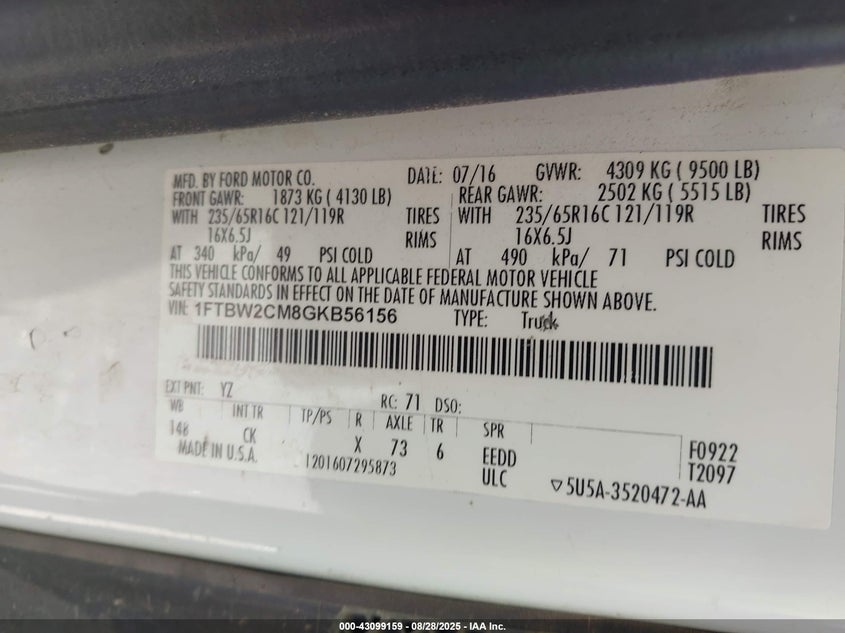 MFD. BY FORD MOTOR CO. DATE: 07/16 GVWR: 4309 KG ( 9500 LB)
FRONT GAWR: 1873 KG ( 4130 LB) REAR GAWR: 2502 KG ( 5515 LB)
WITH 235/65R16C 121/119R TIRES WITH 235/65R16C 121/119R TIRES
16X6.5J RIMS 16X6.5J RIMS
AT 340 kPa/ 49 PSI COLD AT 490 kPa/ 71 PSI COLD
THIS VEHICLE CONFORMS TO ALL APPLICABLE FEDERAL MOTOR VEHICLE
SAFETY STANDARDS IN EFFECT ON THE DATE OF MANUFACTURE SHOWN ABOVE.
VIN: 1FTBW2CM8GKB56156 TYPE: Truck
EXT PNT: YZ RC: 71 DSO:
WB INT TR TP/PS R AXLE TR SPR
148 CK X 73 6 EEDD F0922
MADE IN U.S.A. 1201607295873 ULC T2097
▽5U5A-3520472-AA
000-43099159 - 08/28/2025 - IAA Inc.